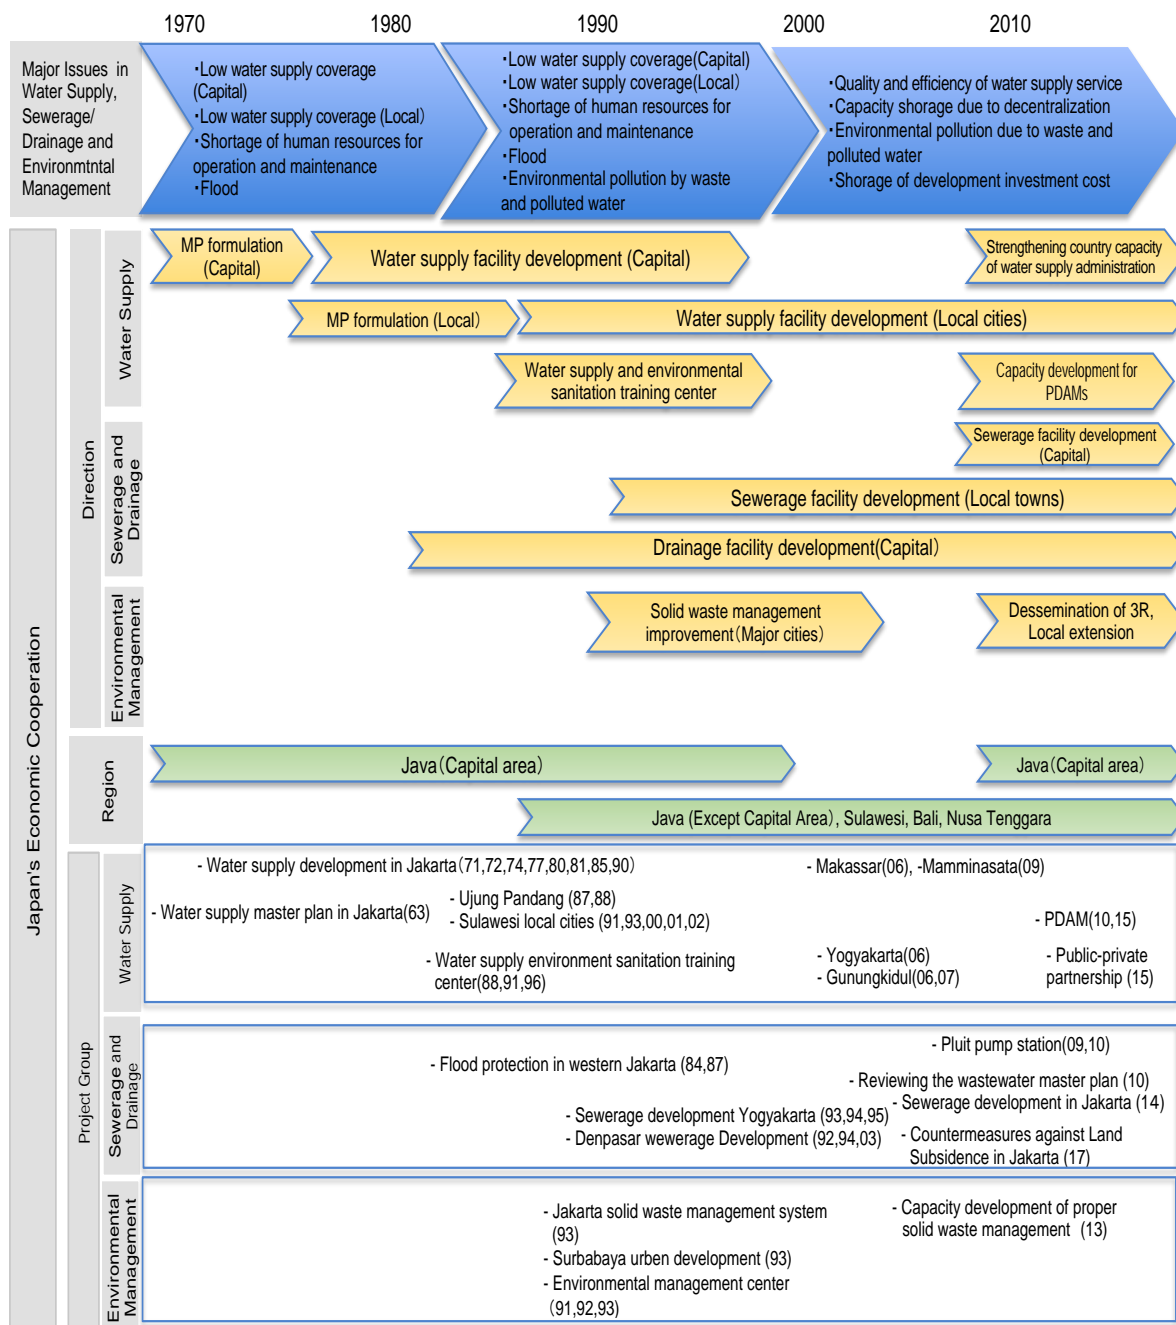 1970
1980
1990
2000
2010
Major Issues in
Water Supply,
Sewerage/
Drainage and
Environmtntal
Management
・Low water supply coverage
(Capital)
・Low water supply coverage (Local)
・Shortage of human resources for
operation and maintenance
・Flood
・Low water supply coverage(Capital)
・Low water supply coverage(Local)
・Shortage of human resources for
operation and maintenance
・Flood
・Environmental pollution by waste
and polluted water
・Quality and efficiency of water supply service
・Capacity shorage due to decentralization
・Environmental pollution due to waste and
polluted water
・Shorage of development investment cost
Japan's Economic Cooperation
Direction
Water Supply
MP formulation
(Capital)
Water supply facility development (Capital)
Strengthening country capacity
of water supply administration
MP formulation (Local)
Water supply facility development (Local cities)
Water supply and environmental
sanitation training center
Capacity development for
PDAMs
Sewerage and
Drainage
Sewerage facility development
(Capital)
Sewerage facility development (Local towns)
Drainage facility development(Capital)
Environmental
Management
Solid waste management
improvement(Major cities)
Dessemination of 3R,
Local extension
Region
Java(Capital area)
Java(Capital area)
Java (Except Capital Area), Sulawesi, Bali, Nusa Tenggara
Project Group
Water Supply
- Water supply development in Jakarta(71,72,74,77,80,81,85,90)
- Makassar(06), -Mamminasata(09)
- Water supply master plan in Jakarta(63)
- Ujung Pandang (87,88)
- Sulawesi local cities (91,93,00,01,02)
- PDAM(10,15)
- Water supply environment sanitation training
center(88,91,96)
- Yogyakarta(06)
- Gunungkidul(06,07)
- Public-private
partnership (15)
Sewerage and
Drainage
- Flood protection in western Jakarta (84,87)
- Pluit pump station(09,10)
- Reviewing the wastewater master plan (10)
- Sewerage development in Jakarta (14)
- Sewerage development Yogyakarta (93,94,95)
- Denpasar wewerage Development (92,94,03)
- Countermeasures against Land
Subsidence in Jakarta (17)
Environmental
Management
- Jakarta solid waste management system
(93)
- Surbabaya urben development (93)
- Environmental management center
(91,92,93)
- Capacity development of proper
solid waste management (13)